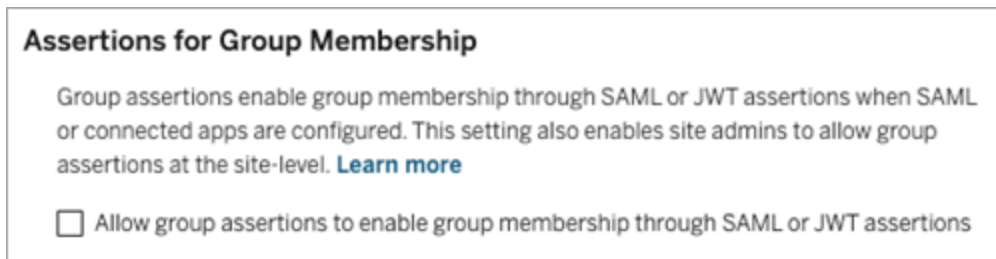 Assertions for Group Membership
Group assertions enable group membership through SAML or JWT assertions when SAML
or connected apps are configured. This setting also enables site admins to allow group
assertions at the site-level. Learn more
Allow group assertions to enable group membership through SAML or JWT assertions